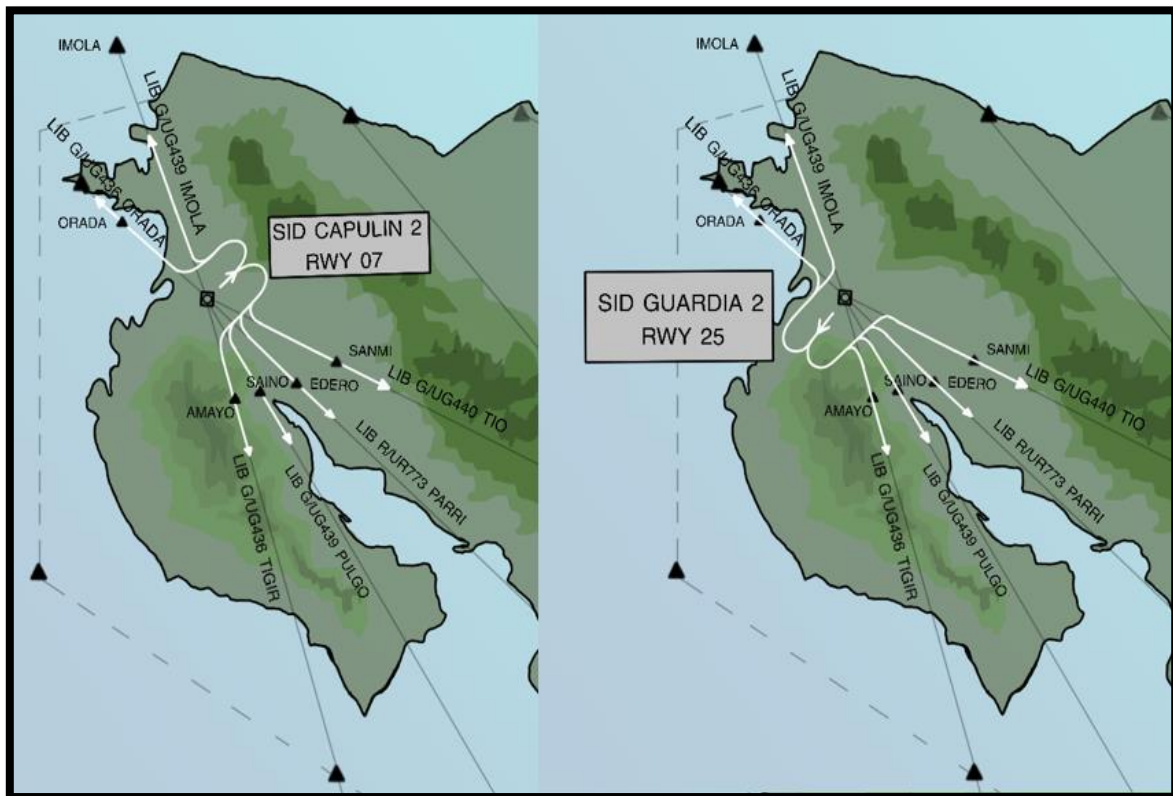 IMOLA
LIB G/UG439 IMOLA
LIB G/UG436 ORADA
ORADA
SID CAPULIN 2
RWY 07
SANMI
SAINO
EDERO
AMAYO
LIB G/UG440 TIO
LIB R/UR773 PARRI
LIB G/UG439 PULGO
LIB G/UG436 TIGIR
IMOLA
LIB G/UG439 IMOLA
LIB G/UG436 ORADA
ORADA
SID GUARDIA 2
RWY 25
SANMI
SAINO
EDERO
AMAYO
LIB G/UG440 TIO
LIB R/UR773 PARRI
LIB G/UG439 PULGO
LIB G/UG436 TIGIR